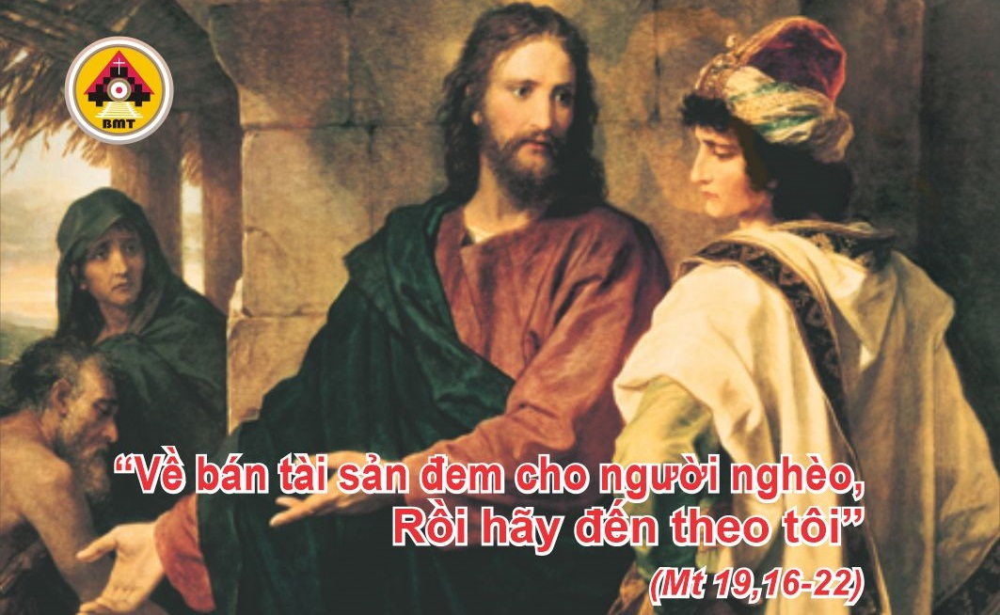 BMT
“Về bán tài sản đem cho người nghèo,
Rồi hãy đến theo tôi”
(Mt 19,16-22)